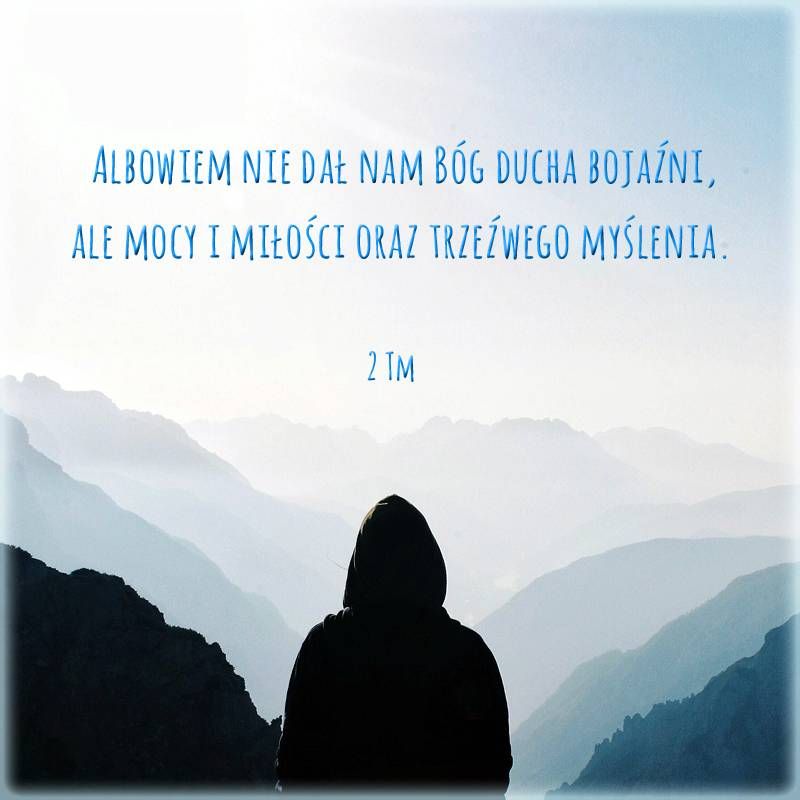 Albowiem nie dał nam Bóg ducha bojaźni,
ale mocy i miłości oraz trzeźwego myślenia.
2 Tm